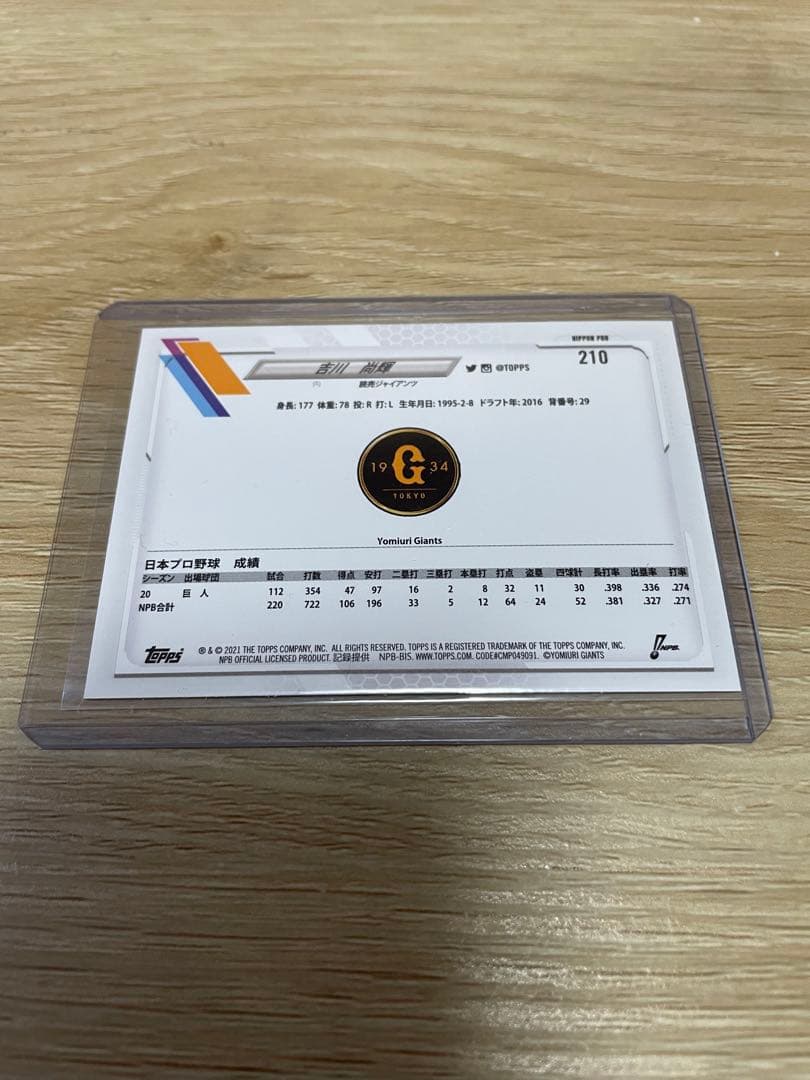 NIPPON PRO
210
吉川 尚輝 @TOPPS
読売ジャイアンツ
身長: 177 体重: 78 投: R 打: L 生年月日: 1995-2-8 ドラフト年: 2016 背番号: 29
19 G 34
TOKYO
Yomiuri Giants
日本プロ野球 成績
シーズン 出場球団 試合 打数 得点 安打 二塁打 三塁打 本塁打 打点 盗塁 四球計 長打率 出塁率 打率
20 巨人 112 354 47 97 16 2 8 32 11 30 .398 .336 .274
NPB合計 220 722 106 196 33 5 12 64 24 52 .381 .327 .271
topps ® & © 2021 THE TOPPS COMPANY, INC. ALL RIGHTS RESERVED. TOPPS IS A REGISTERED TRADEMARK OF THE TOPPS COMPANY, INC.
NPB OFFICIAL LICENSED PRODUCT. 記録提供 NPB-BIS. WWW.TOPPS.COM. CODE#CMP049091. ©YOMIURI GIANTS
NPB